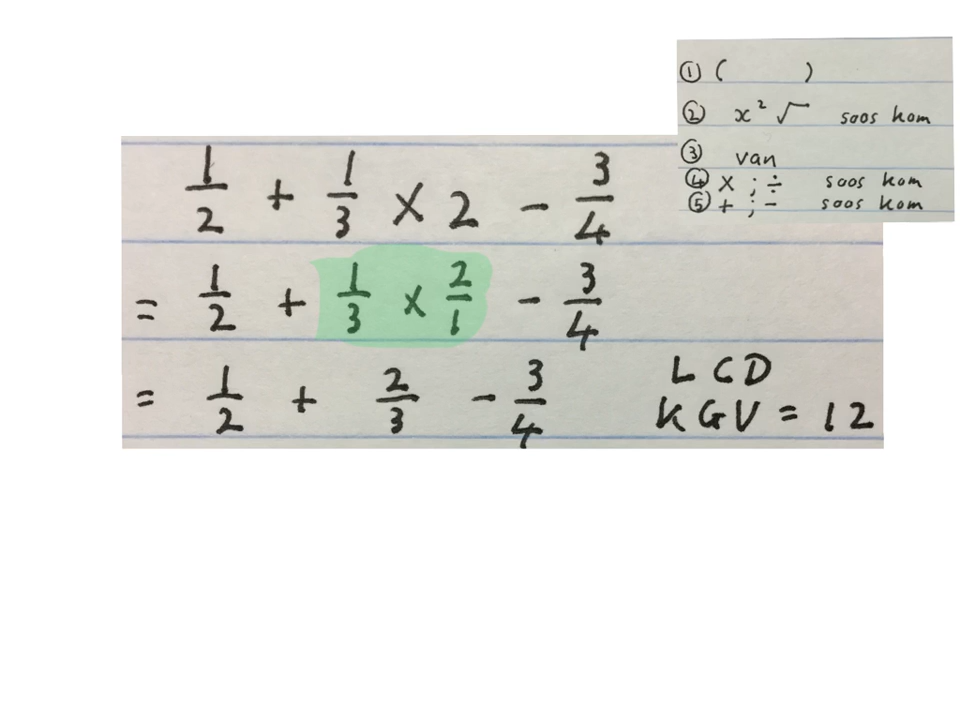 ① (      )
② x² √ soos kom
③ van
④ × ; ÷ soos kom
⑤ + ; − soos kom
1/2 + 1/3 × 2 − 3/4
= 1/2 + 1/3 × 2/1 − 3/4
= 1/2 + 2/3 − 3/4
LCD
KGV = 12